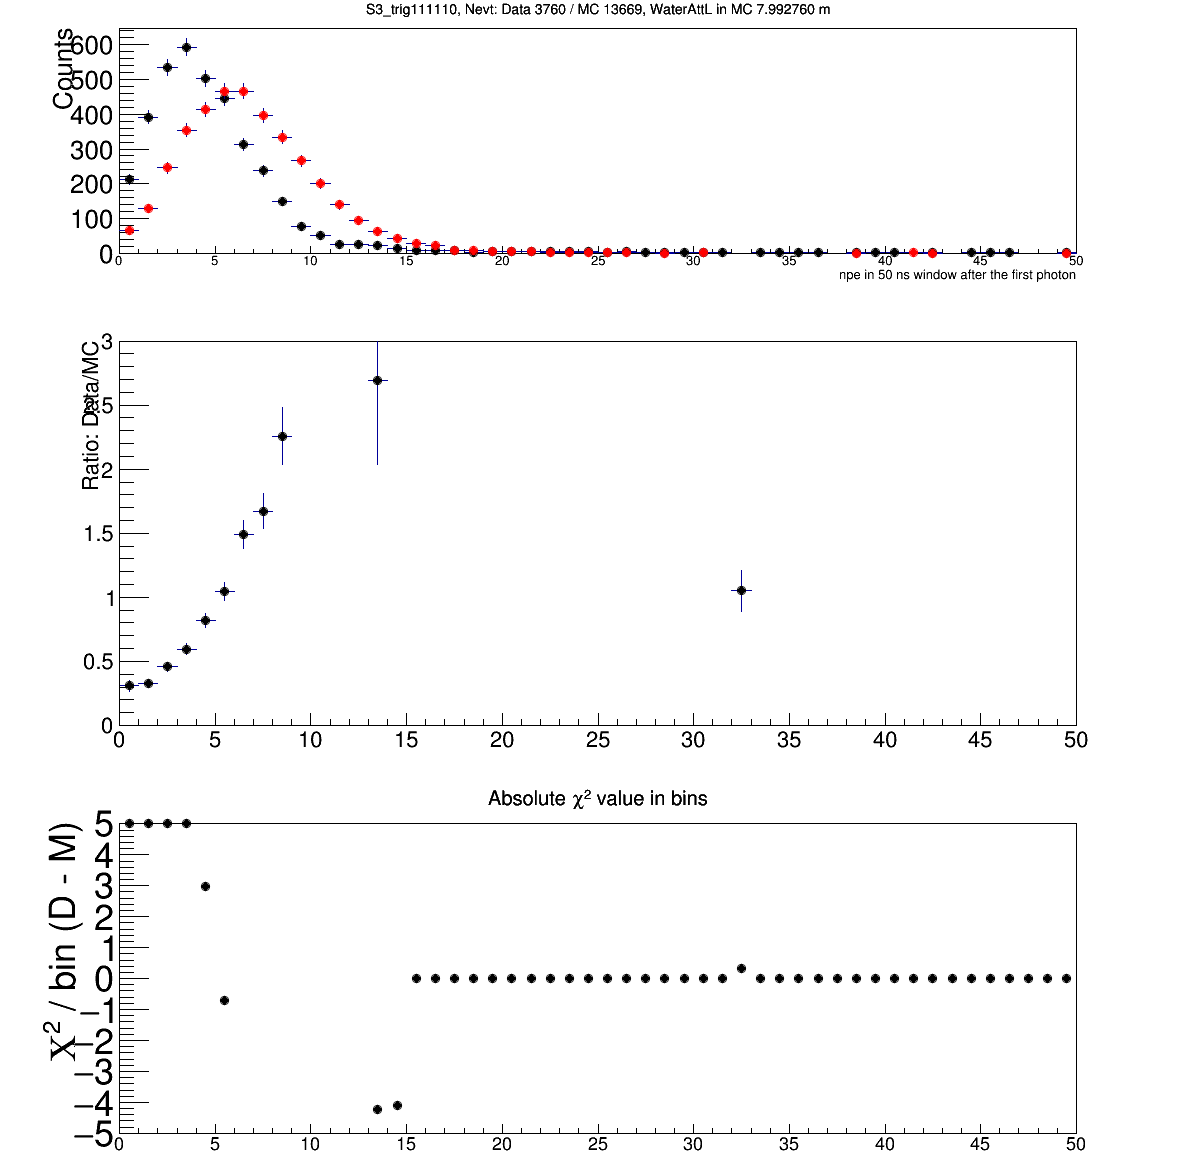 S3_trig111110, Nevt: Data 3760 / MC 13669, WaterAttL in MC 7.992760 m
Counts
600
500
400
300
200
100
0
0 5 10 15 20 25 30 35 40 45 50
npe in 50 ns window after the first photon
Ratio: Data/MC
3
2.5
2
1.5
1
0.5
0
0 5 10 15 20 25 30 35 40 45 50
Absolute χ² value in bins
χ² / bin (D - M)
5
4
3
2
1
0
−1
−2
−3
−4
−5
0 5 10 15 20 25 30 35 40 45 50